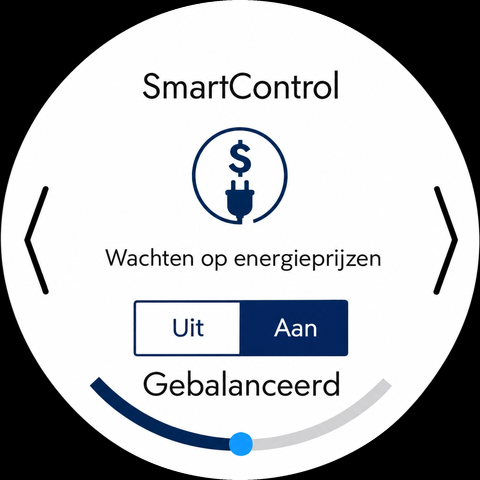 SmartControl
$
Wachten op energieprijzen
Uit Aan
Gebalanceerd